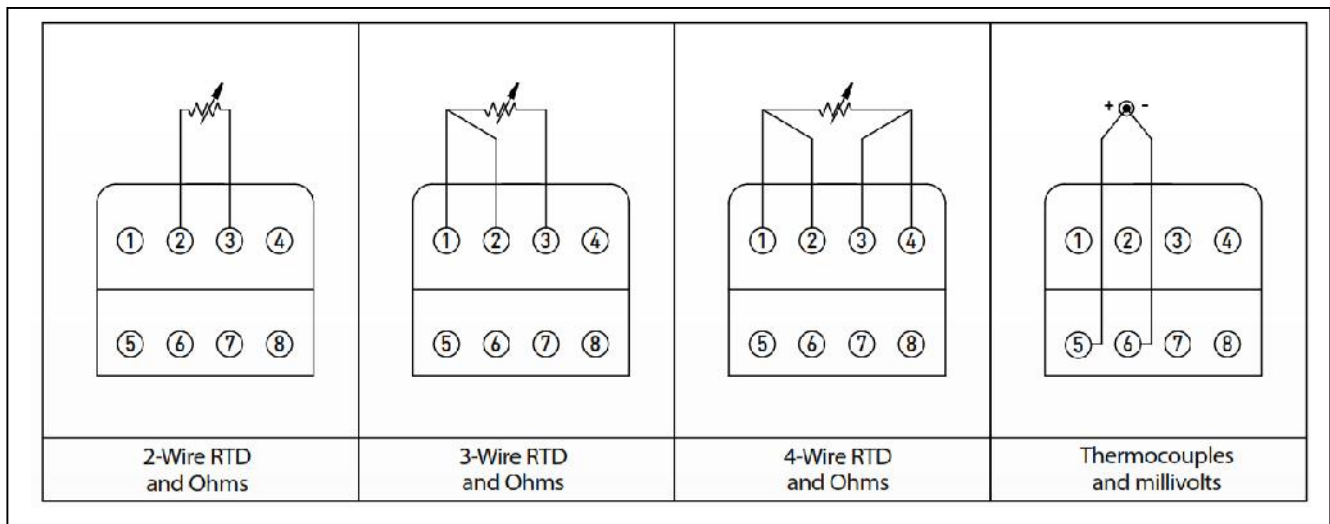 + -
1 2 3 4
5 6 7 8
2-Wire RTD
and Ohms
1 2 3 4
5 6 7 8
3-Wire RTD
and Ohms
1 2 3 4
5 6 7 8
4-Wire RTD
and Ohms
1 2 3 4
5 6 7 8
Thermocouples
and millivolts